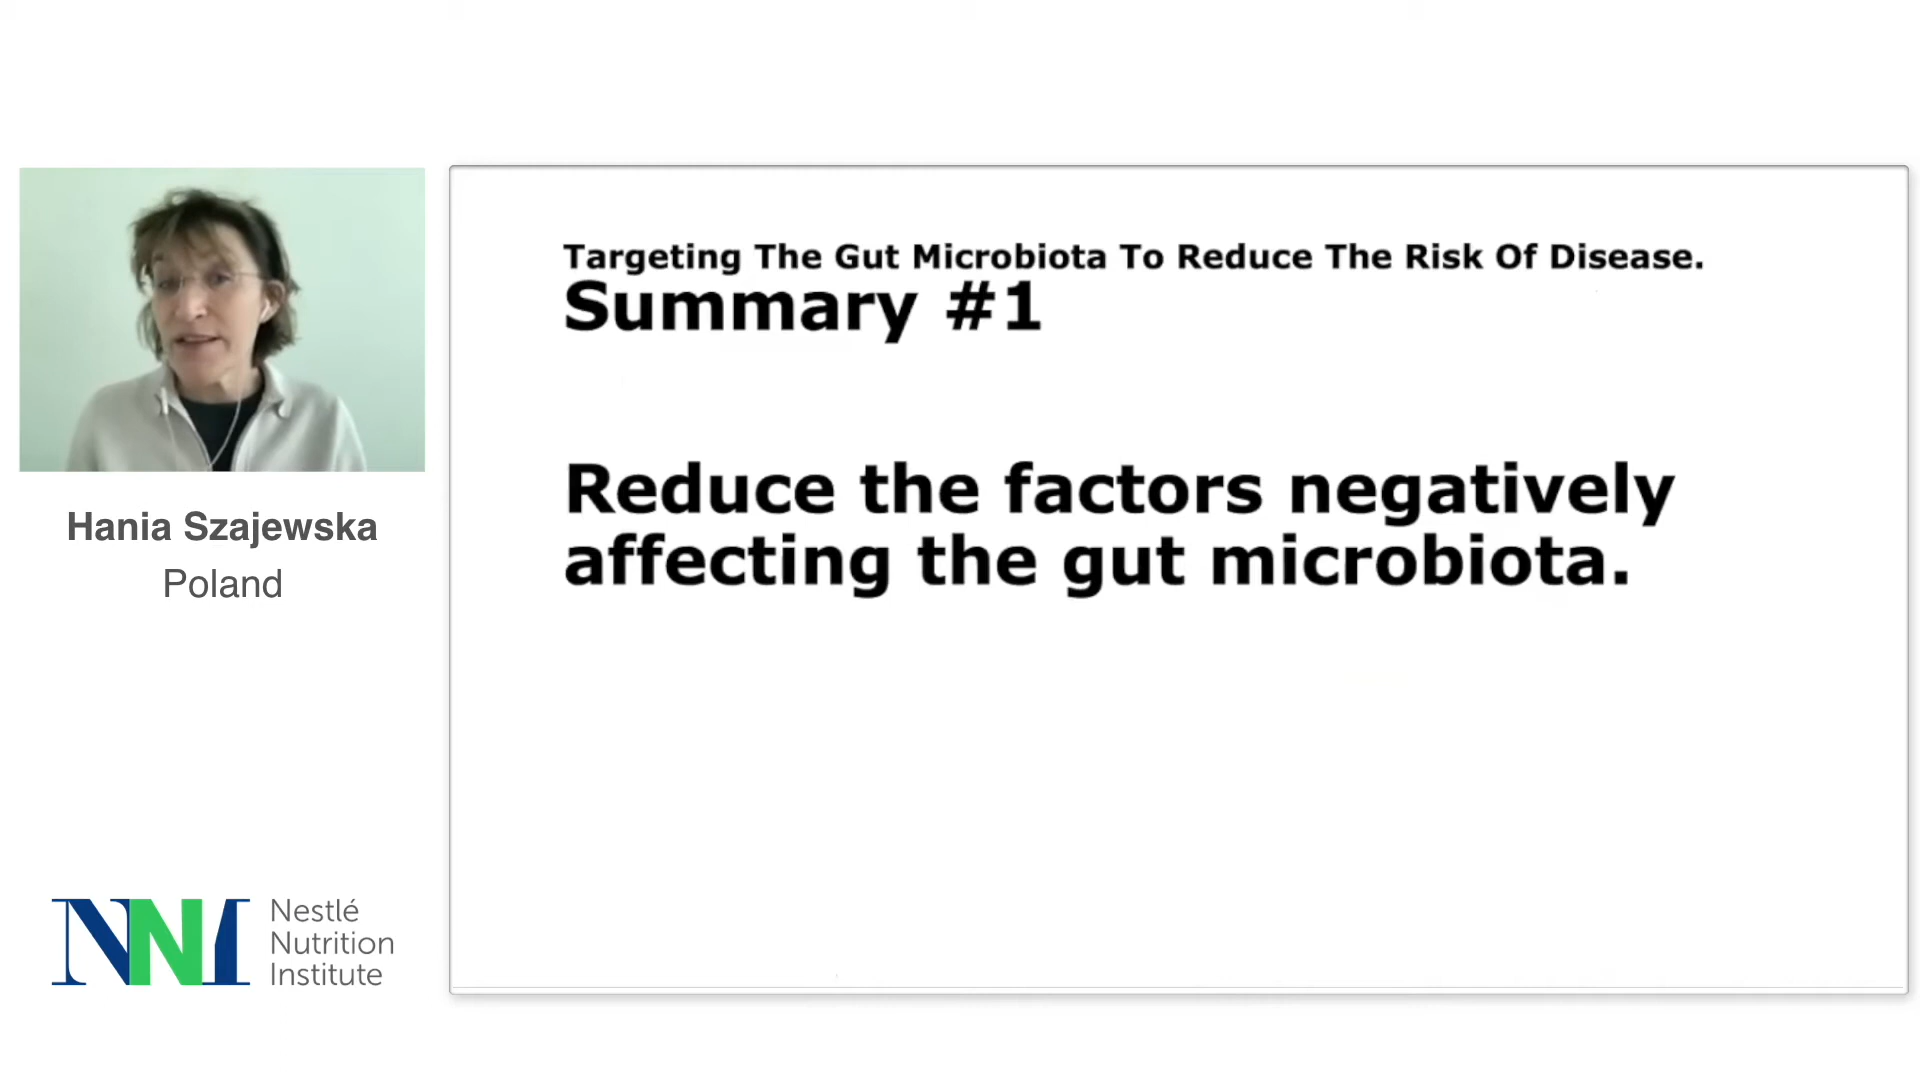 Targeting The Gut Microbiota To Reduce The Risk Of Disease.
Summary #1
Reduce the factors negatively
affecting the gut microbiota.
Hania Szajewska
Poland
NNI
Nestlé
Nutrition
Institute